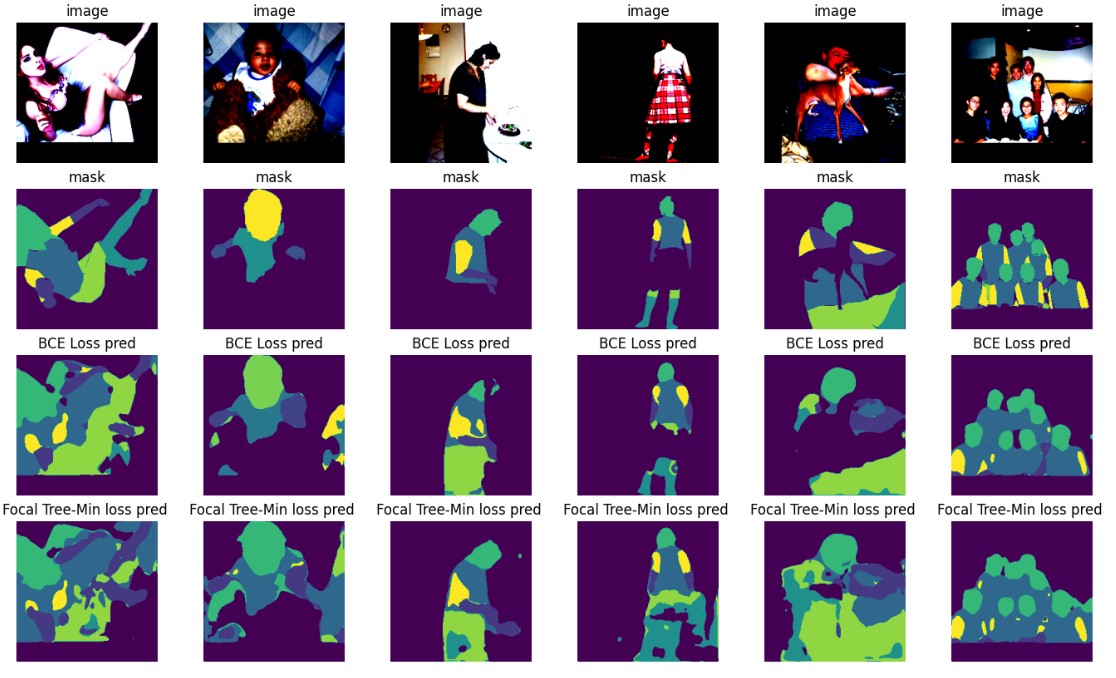 image image image image image image
mask mask mask mask mask mask
BCE Loss pred BCE Loss pred BCE Loss pred BCE Loss pred BCE Loss pred BCE Loss pred
Focal Tree-Min loss pred Focal Tree-Min loss pred Focal Tree-Min loss pred Focal Tree-Min loss pred Focal Tree-Min loss pred Focal Tree-Min loss pred